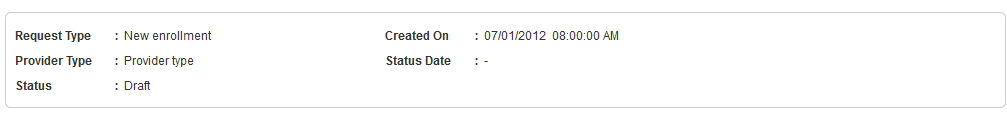 Request Type : New enrollment Created On : 07/01/2012 08:00:00 AM
Provider Type : Provider type Status Date : -
Status : Draft